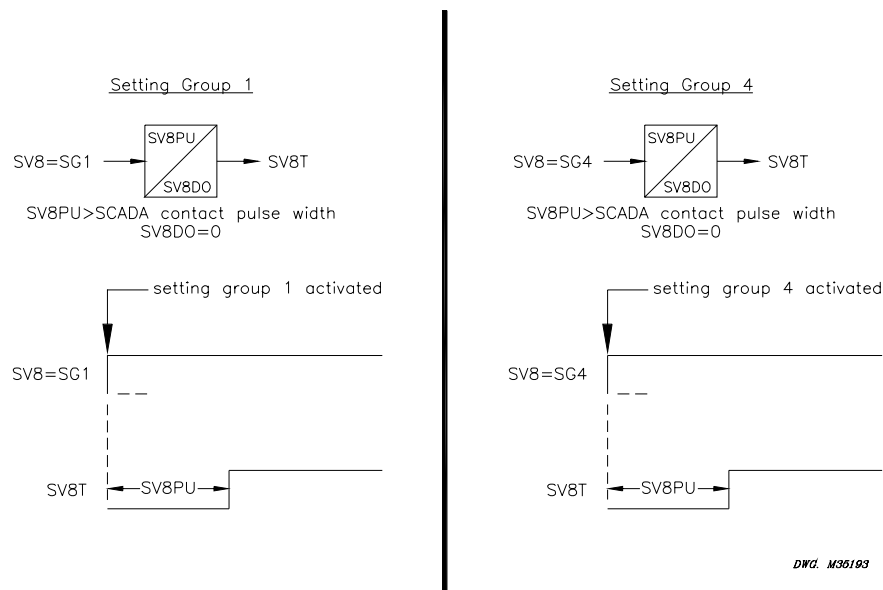 Setting Group 1
SV8PU
SV8=SG1
SV8T
SV8DO
SV8PU>SCADA contact pulse width
SV8DO=0
setting group 1 activated
SV8=SG1
SV8T
SV8PU
Setting Group 4
SV8PU
SV8=SG4
SV8T
SV8DO
SV8PU>SCADA contact pulse width
SV8DO=0
setting group 4 activated
SV8=SG4
SV8T
SV8PU
DWG. M35193